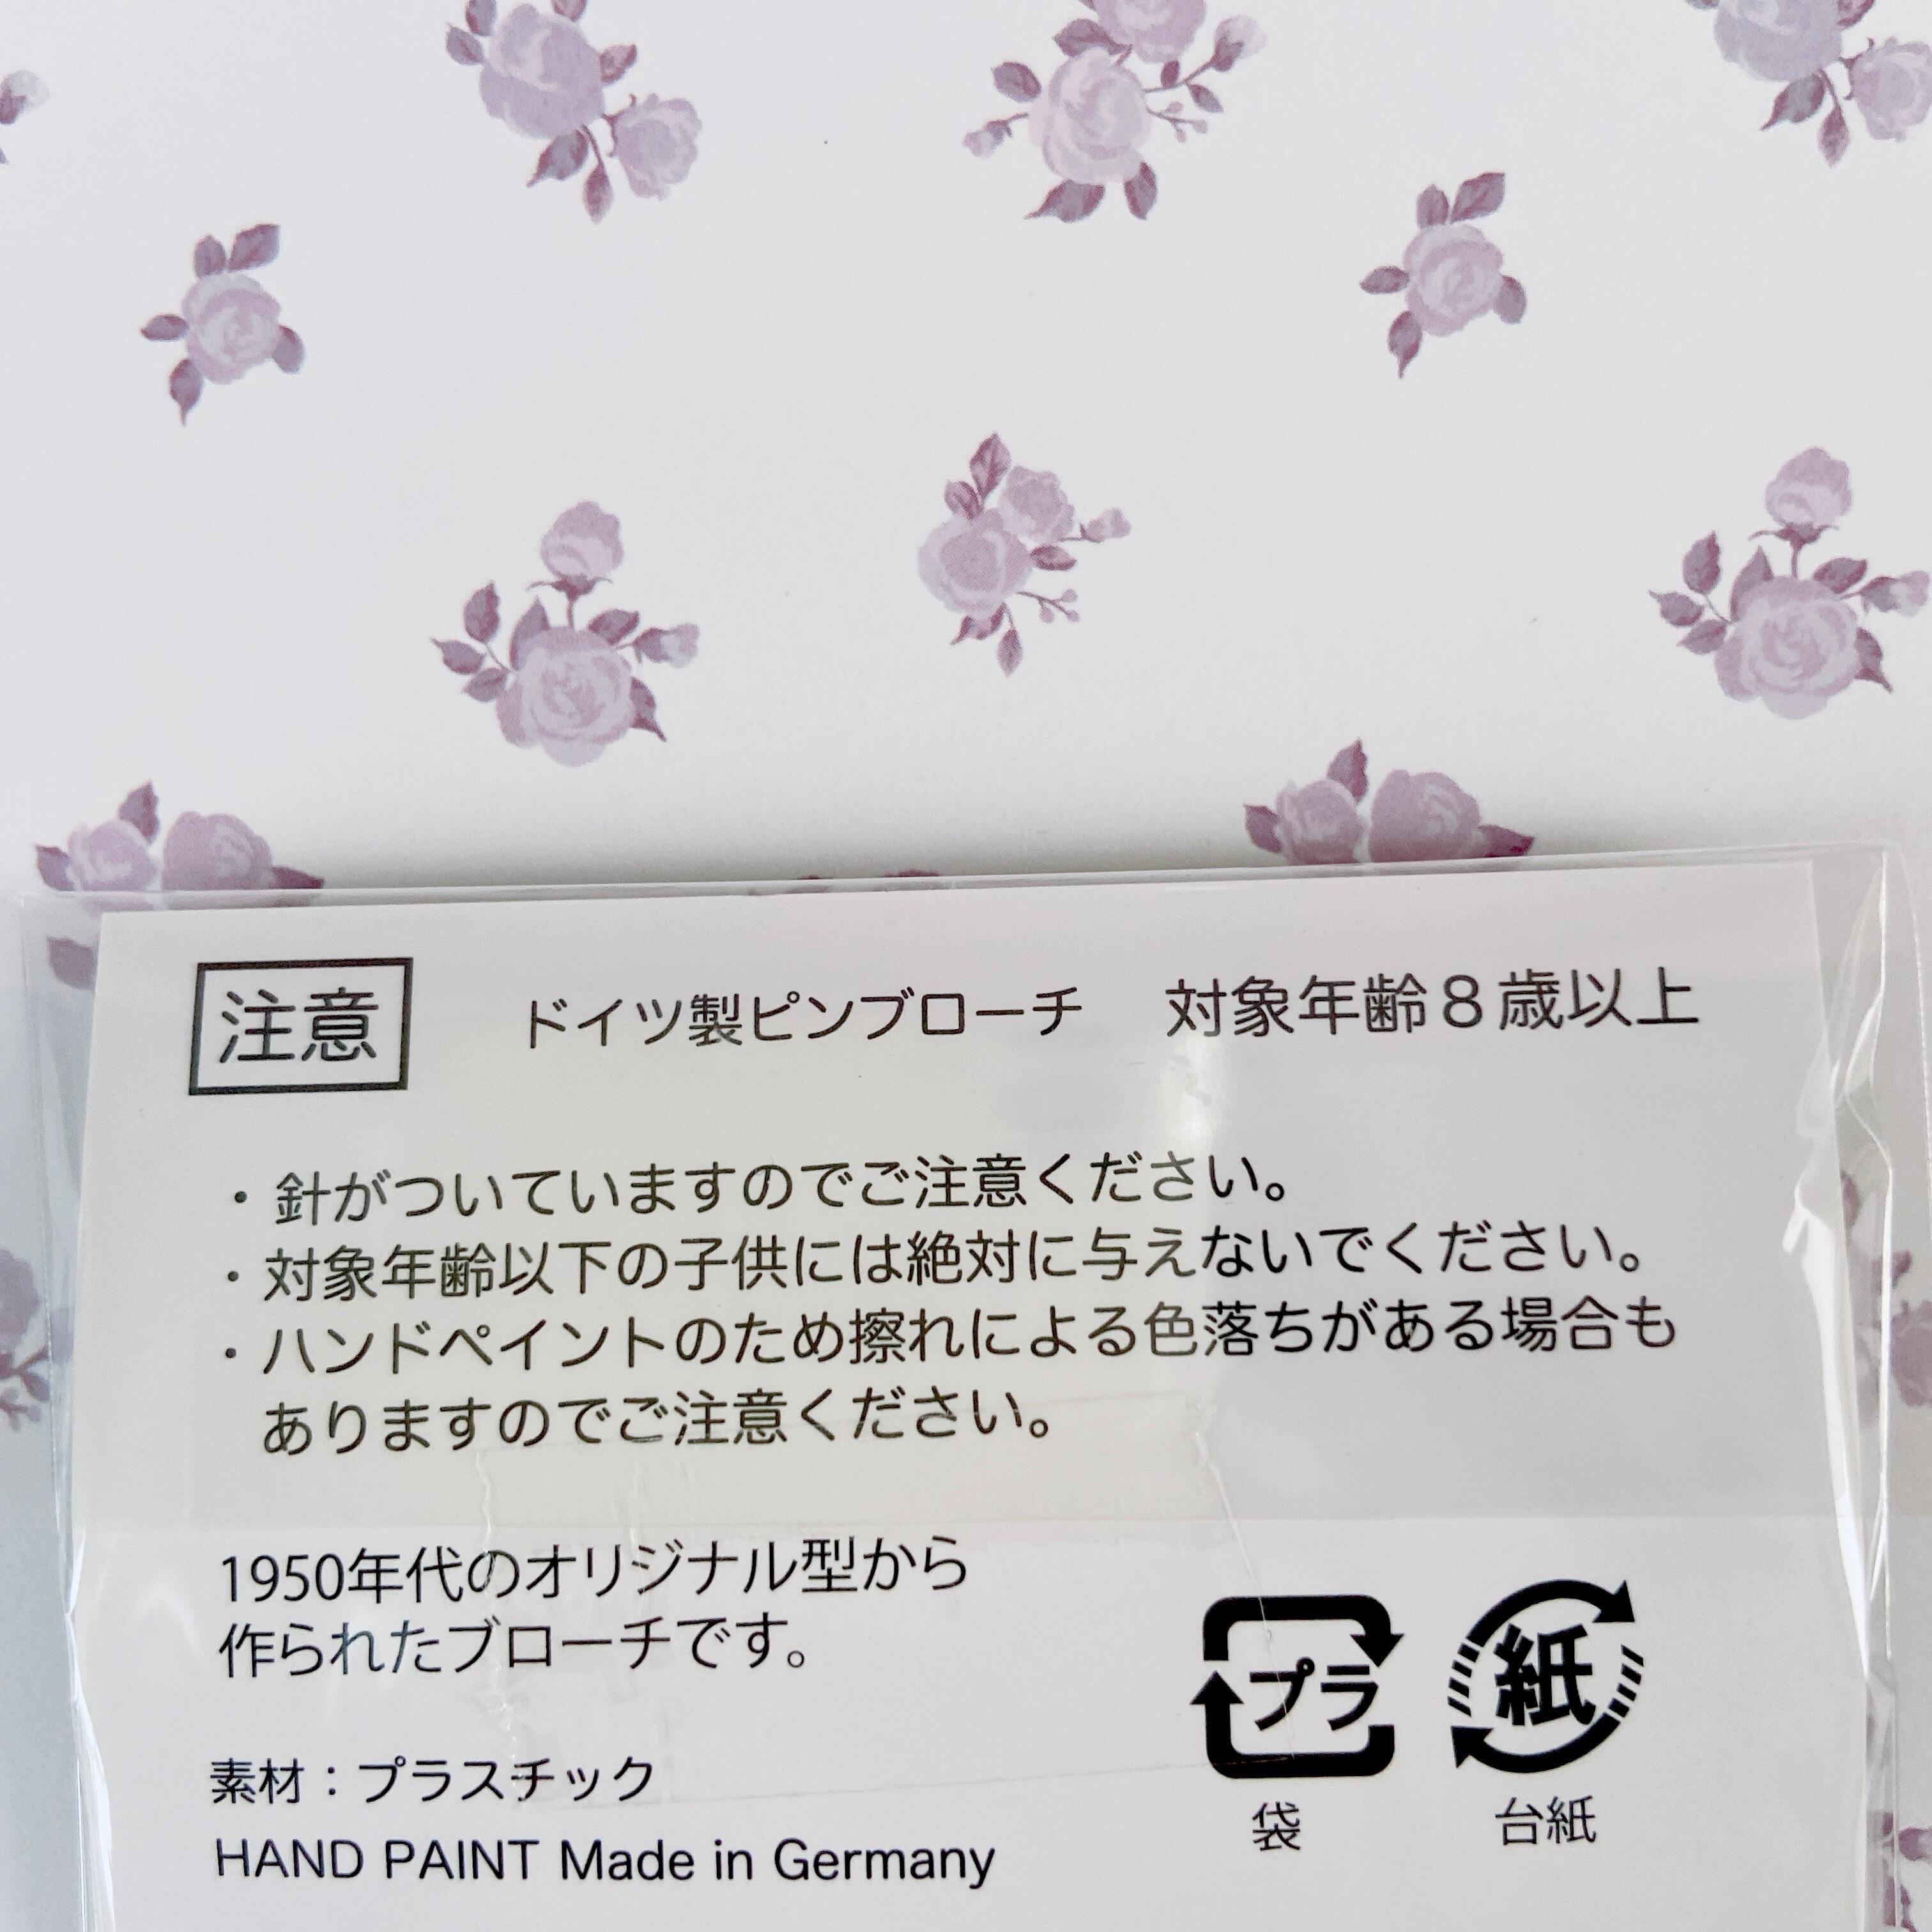 注意
ドイツ製ピンブローチ　対象年齢８歳以上
・針がついていますのでご注意ください。
・対象年齢以下の子供には絶対に与えないでください。
・ハンドペイントのため擦れによる色落ちがある場合も
ありますのでご注意ください。
1950年代のオリジナル型から
作られたブローチです。
素材：プラスチック
HAND PAINT Made in Germany
プラ
袋
紙
台紙